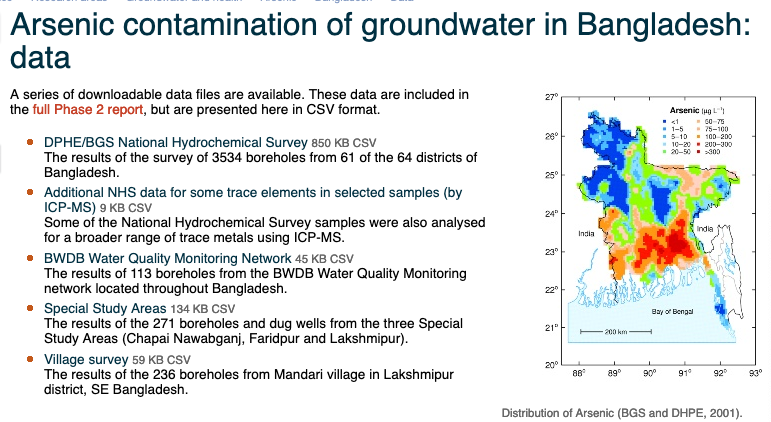 Research areas Groundwater and health Arsenic Bangladesh Data
Arsenic contamination of groundwater in Bangladesh:
data
A series of downloadable data files are available. These data are included in
the full Phase 2 report, but are presented here in CSV format.
DPHE/BGS National Hydrochemical Survey 850 KB CSV
The results of the survey of 3534 boreholes from 61 of the 64 districts of
Bangladesh.
Additional NHS data for some trace elements in selected samples (by
ICP-MS) 9 KB CSV
Some of the National Hydrochemical Survey samples were also analysed
for a broader range of trace metals using ICP-MS.
BWDB Water Quality Monitoring Network 45 KB CSV
The results of 113 boreholes from the BWDB Water Quality Monitoring
network located throughout Bangladesh.
Special Study Areas 134 KB CSV
The results of the 271 boreholes and dug wells from the three Special
Study Areas (Chapai Nawabganj, Faridpur and Lakshmipur).
Village survey 59 KB CSV
The results of the 236 boreholes from Mandari village in Lakshmipur
district, SE Bangladesh.
27°
26°
25°
24°
23°
22°
21°
20°
Arsenic (µg L⁻¹)
<1 50–75
1–5 75–100
5–10 100–200
10–20 200–300
20–50 >300
India
India
Bay of Bengal
200 km
88° 89° 90° 91° 92° 93°
Distribution of Arsenic (BGS and DHPE, 2001).